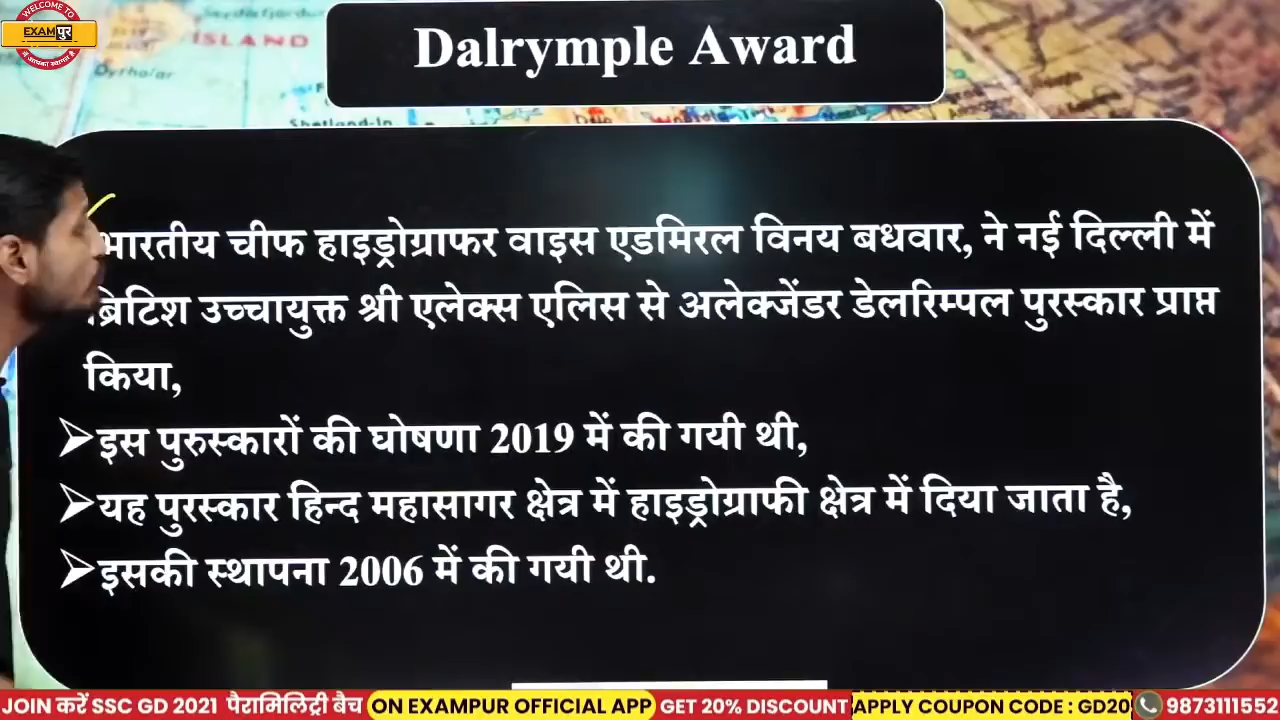 WELCOME TO
EXAMपुर
ISLAND
Dalrymple Award
भारतीय चीफ हाइड्रोग्राफर वाइस एडमिरल विनय बधवार, ने नई दिल्ली में
ब्रिटिश उच्चायुक्त श्री एलेक्स एलिस से अलेक्जेंडर डेलरिम्पल पुरस्कार प्राप्त
किया,
इस पुरुस्कारों की घोषणा 2019 में की गयी थी,
यह पुरस्कार हिन्द महासागर क्षेत्र में हाइड्रोग्राफी क्षेत्र में दिया जाता है,
इसकी स्थापना 2006 में की गयी थी.
JOIN करें SSC GD 2021 पैरामिलिट्री बैच ON EXAMPUR OFFICIAL APP GET 20% DISCOUNT APPLY COUPON CODE : GD20 9873111552